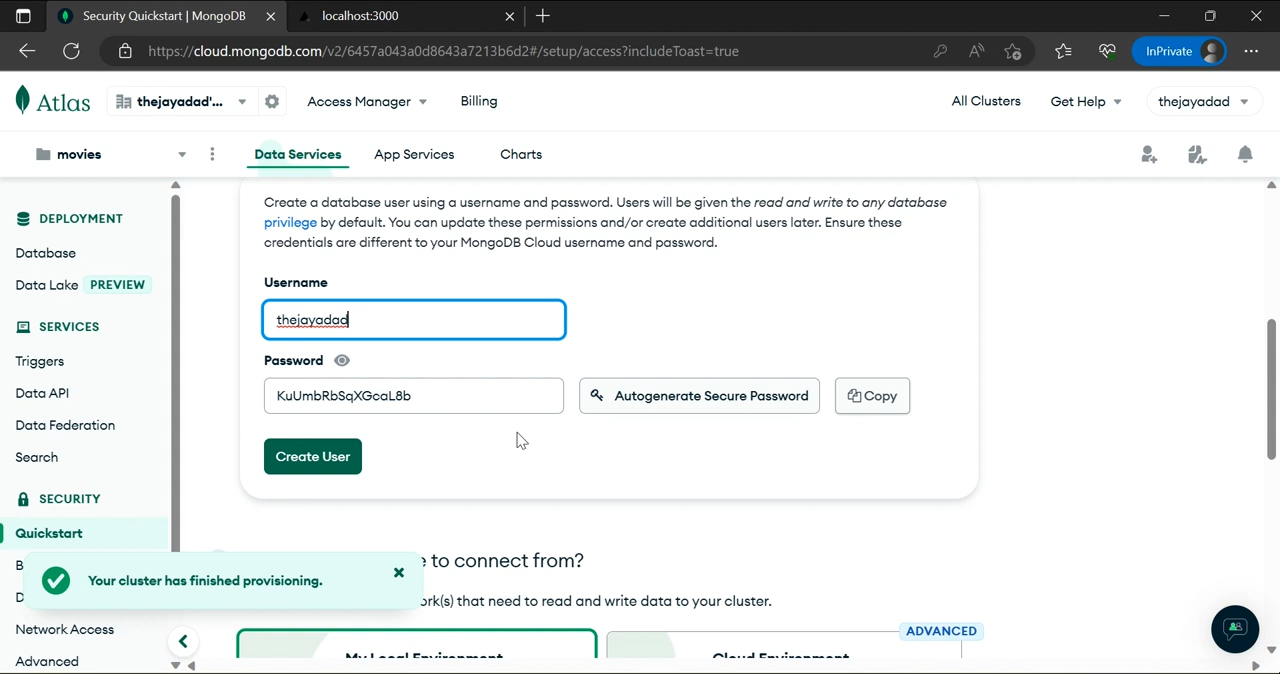 Security Quickstart | MongoDB
localhost:3000
https://cloud.mongodb.com/v2/6457a043a0d8643a7213b6d2#/setup/access?includeToast=true
InPrivate
Atlas
thejayadad'...
Access Manager
Billing
All Clusters
Get Help
thejayadad
movies
Data Services
App Services
Charts
DEPLOYMENT
Database
Data Lake PREVIEW
SERVICES
Triggers
Data API
Data Federation
Search
SECURITY
Quickstart
B
D
Network Access
Advanced
Create a database user using a username and password. Users will be given the read and write to any database
privilege by default. You can update these permissions and/or create additional users later. Ensure these
credentials are different to your MongoDB Cloud username and password.
Username
thejayadad
Password
KuUmbRbSqXGcaL8b
Autogenerate Secure Password
Copy
Create User
Your cluster has finished provisioning.
e to connect from?
ork(s) that need to read and write data to your cluster.
ADVANCED
My Local Environment
Cloud Environment